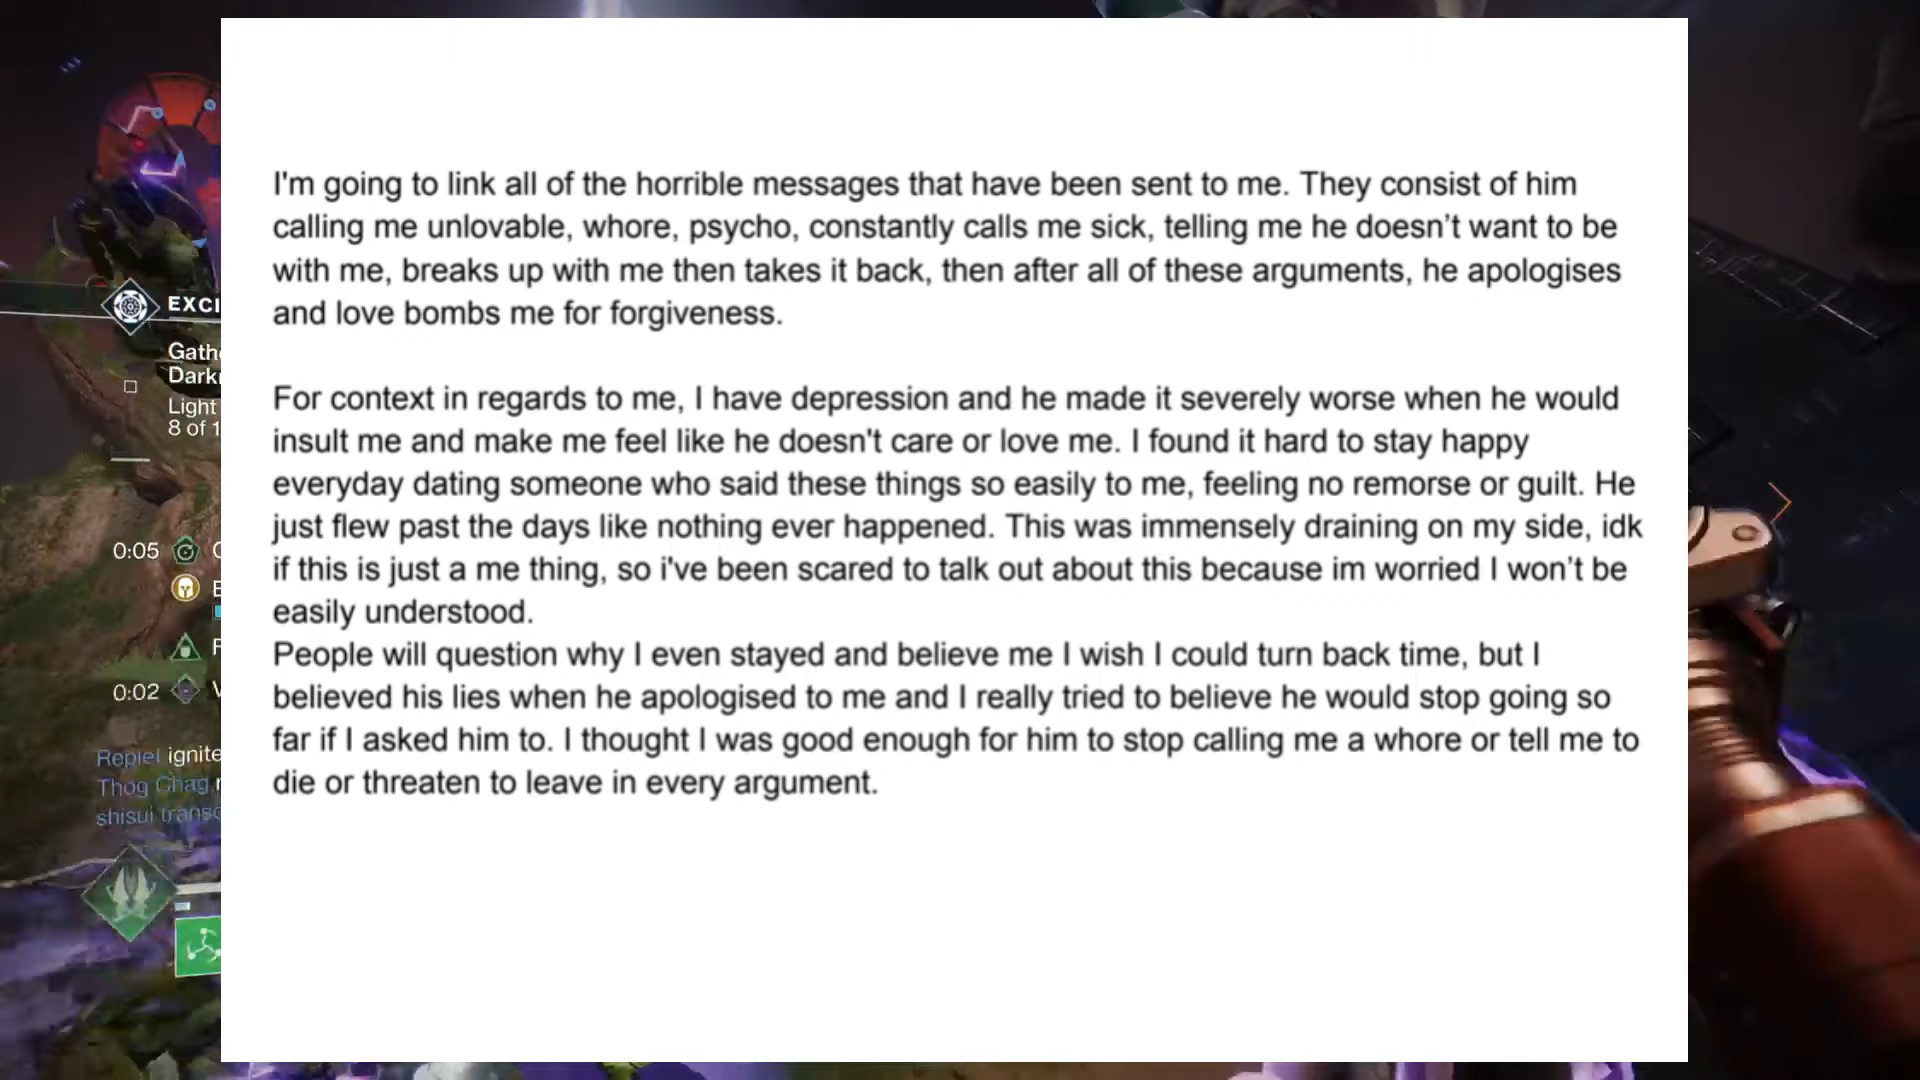 I'm going to link all of the horrible messages that have been sent to me. They consist of him
calling me unlovable, whore, psycho, constantly calls me sick, telling me he doesn’t want to be
with me, breaks up with me then takes it back, then after all of these arguments, he apologises
and love bombs me for forgiveness.
For context in regards to me, I have depression and he made it severely worse when he would
insult me and make me feel like he doesn't care or love me. I found it hard to stay happy
everyday dating someone who said these things so easily to me, feeling no remorse or guilt. He
just flew past the days like nothing ever happened. This was immensely draining on my side, idk
if this is just a me thing, so i've been scared to talk out about this because im worried I won’t be
easily understood.
People will question why I even stayed and believe me I wish I could turn back time, but I
believed his lies when he apologised to me and I really tried to believe he would stop going so
far if I asked him to. I thought I was good enough for him to stop calling me a whore or tell me to
die or threaten to leave in every argument.
EXCI
Gath
Dark
Light
8 of 1
0:05
0:02
Repiel ignite
Thog Ghag
shisui transc